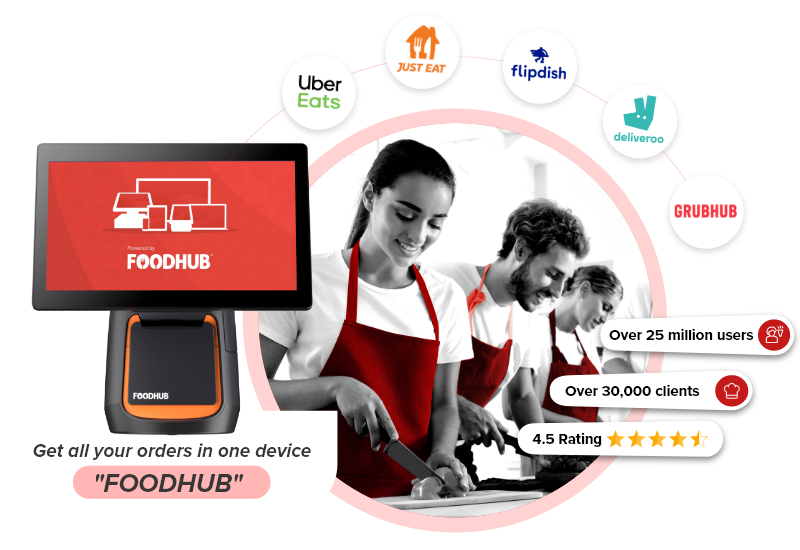 Uber
Eats
JUST EAT
flipdish
deliveroo
GRUBHUB
Powered by
FOODHUB
FOODHUB
Over 25 million users
Over 30,000 clients
4.5 Rating
Get all your orders in one device
"FOODHUB"